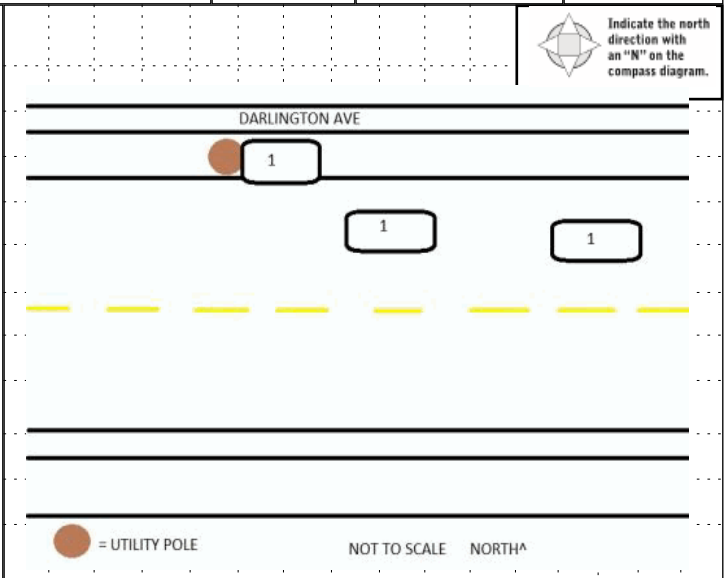 Indicate the north
direction with
an "N" on the
compass diagram.
DARLINGTON AVE
1
1
1
= UTILITY POLE
NOT TO SCALE NORTH^